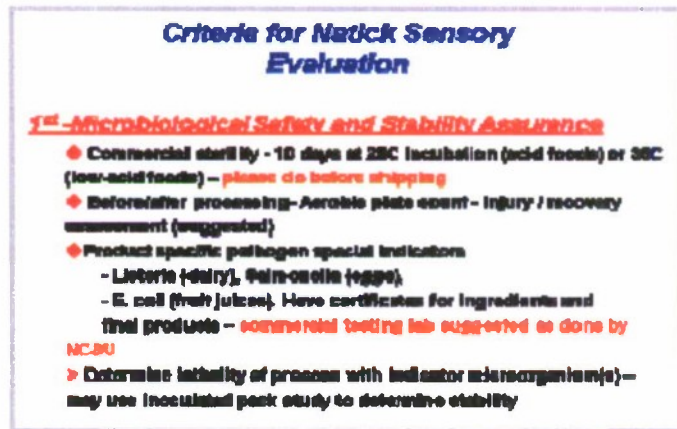 Criteria for Natick Sensory
Evaluation
1st -Microbiological Safety and Stability Assurance
◆ Commercial sterility - 10 days at 25C incubation (acid foods) or 35C
(low-acid foods) – please do before shipping
◆ Before/after processing- Aerobic plate count - injury / recovery
assessment (suggested)
◆ Product specific pathogen special indicators
- Listeria (dairy), Salmonella (eggs),
- E. coli (fruit juices). Have certificates for ingredients and
final products – commercial testing lab suggested as done by
NCSU
➢ Determine lethality of process with indicator microorganism(s) –
may use inoculated pack study to determine stability